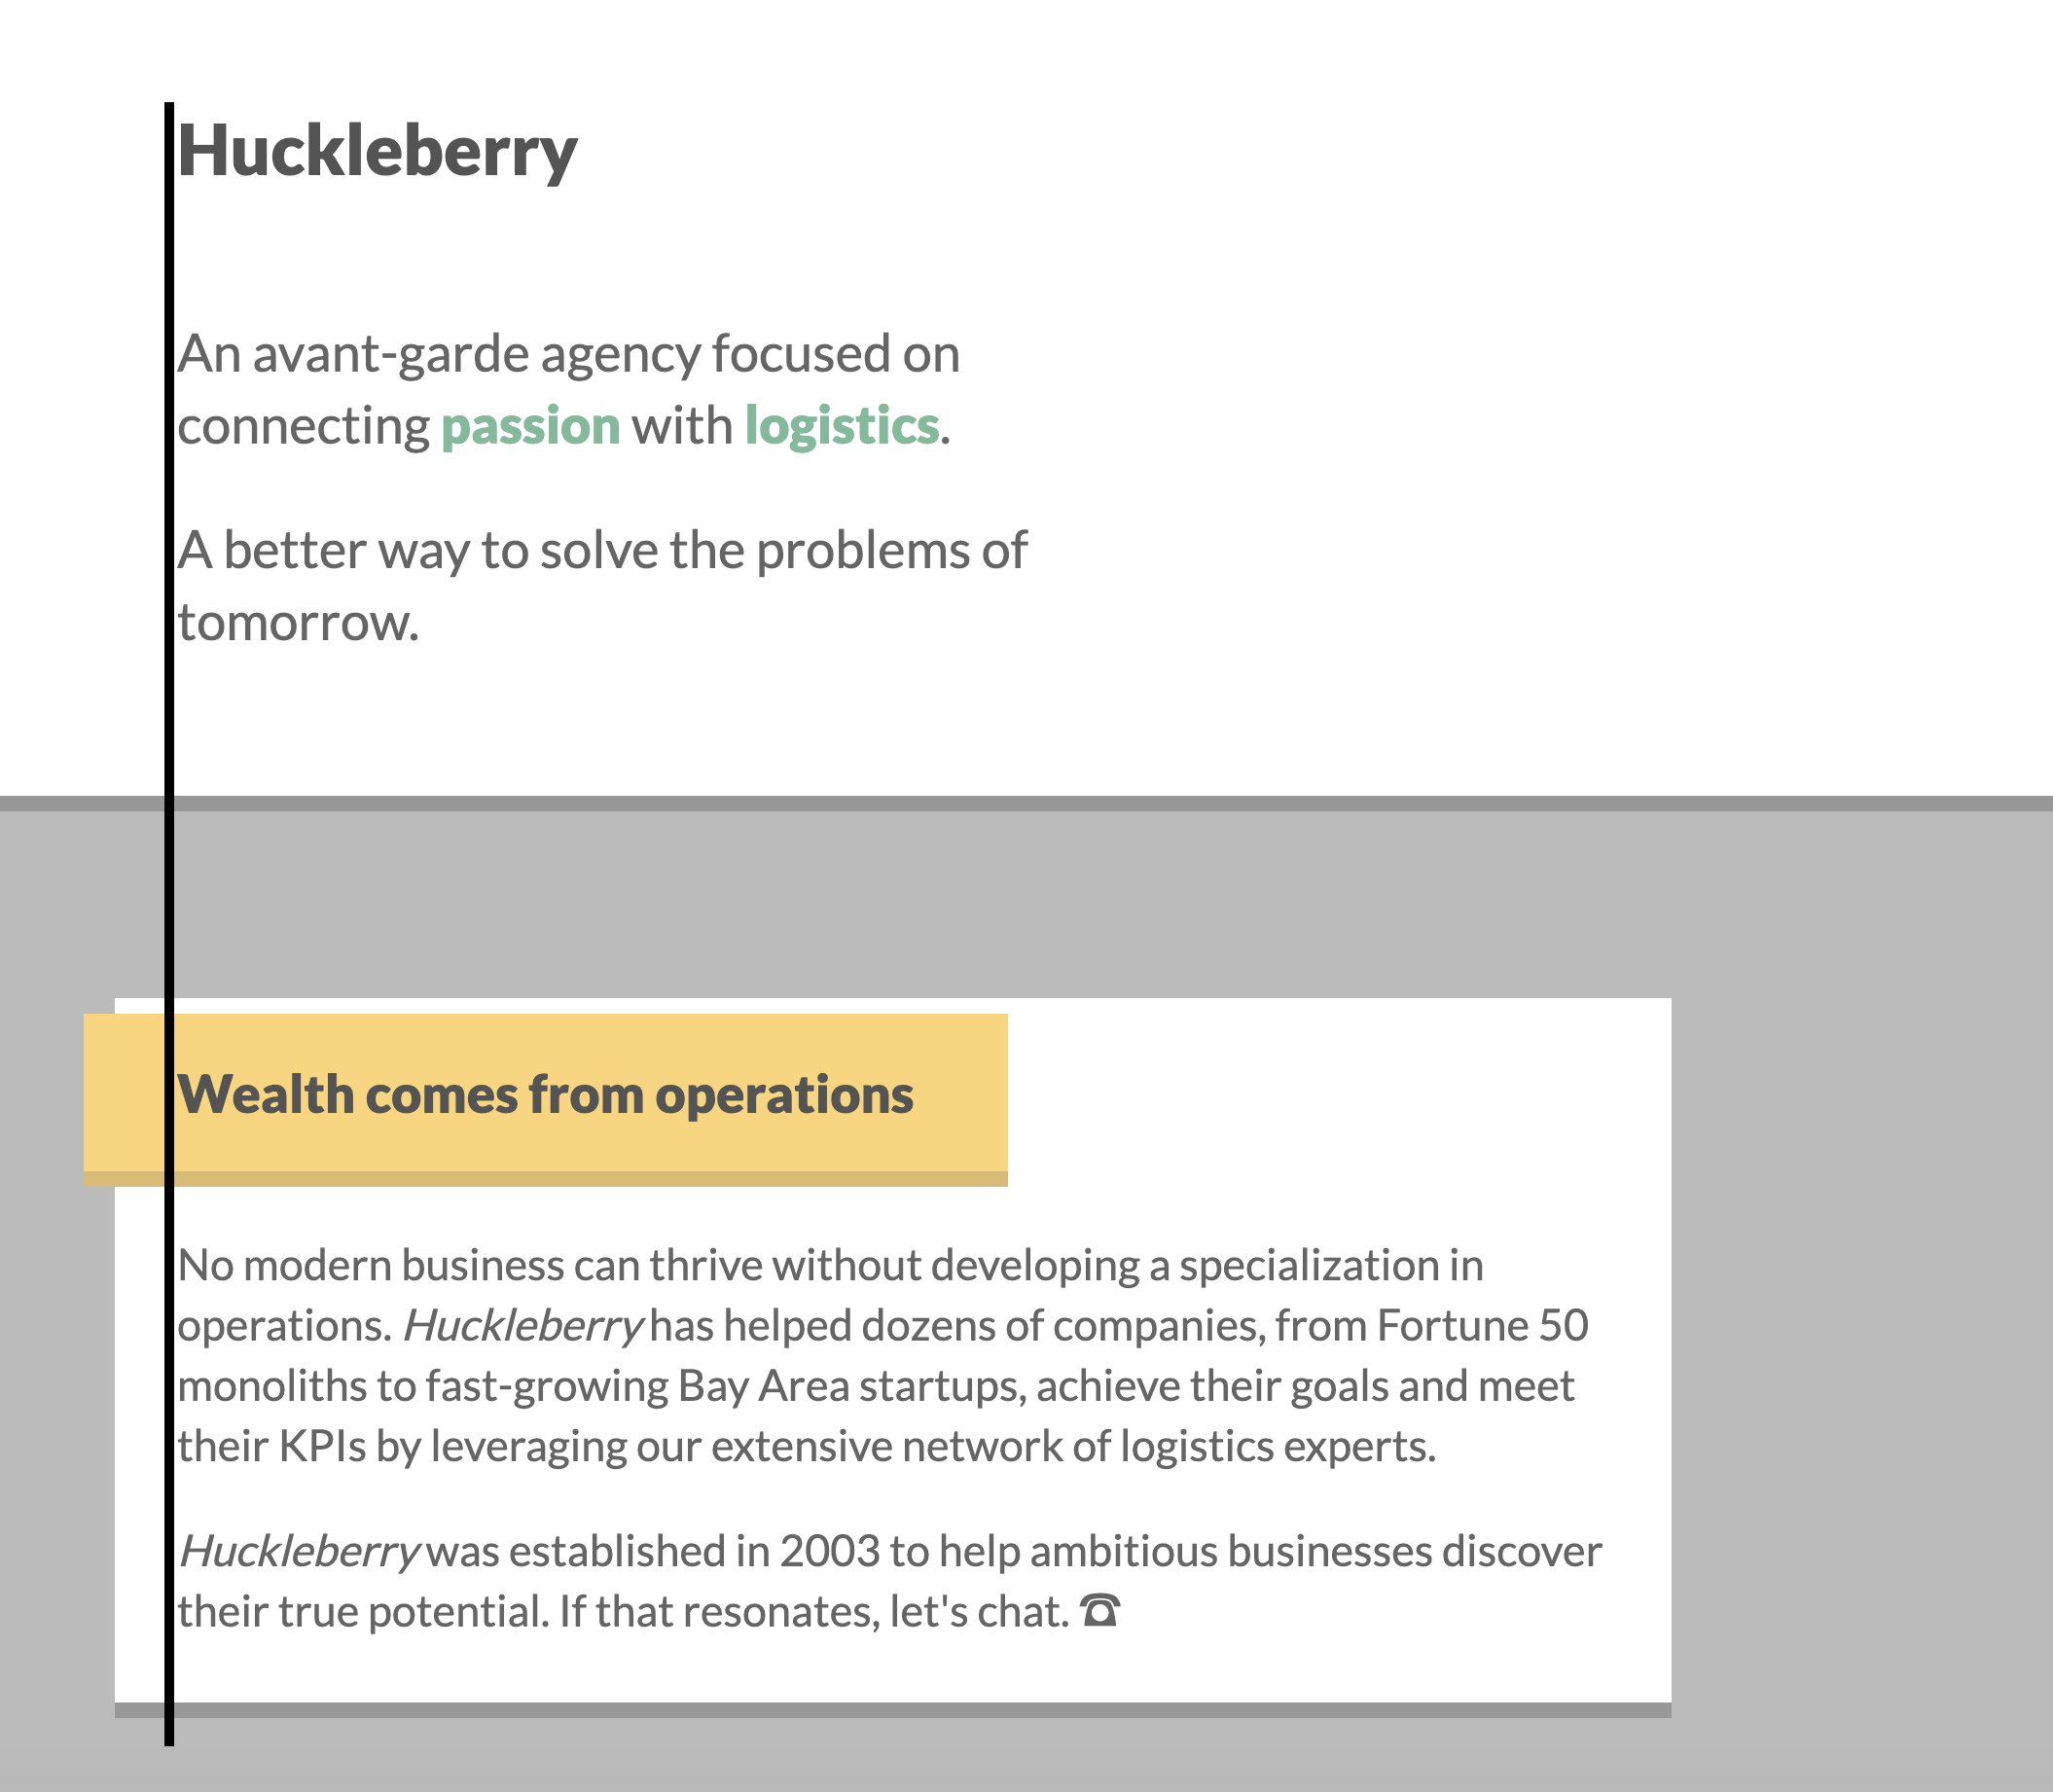 Huckleberry
An avant-garde agency focused on
connecting passion with logistics.
A better way to solve the problems of
tomorrow.
Wealth comes from operations
No modern business can thrive without developing a specialization in
operations. Huckleberry has helped dozens of companies, from Fortune 50
monoliths to fast-growing Bay Area startups, achieve their goals and meet
their KPIs by leveraging our extensive network of logistics experts.
Huckleberry was established in 2003 to help ambitious businesses discover
their true potential. If that resonates, let's chat. ☎